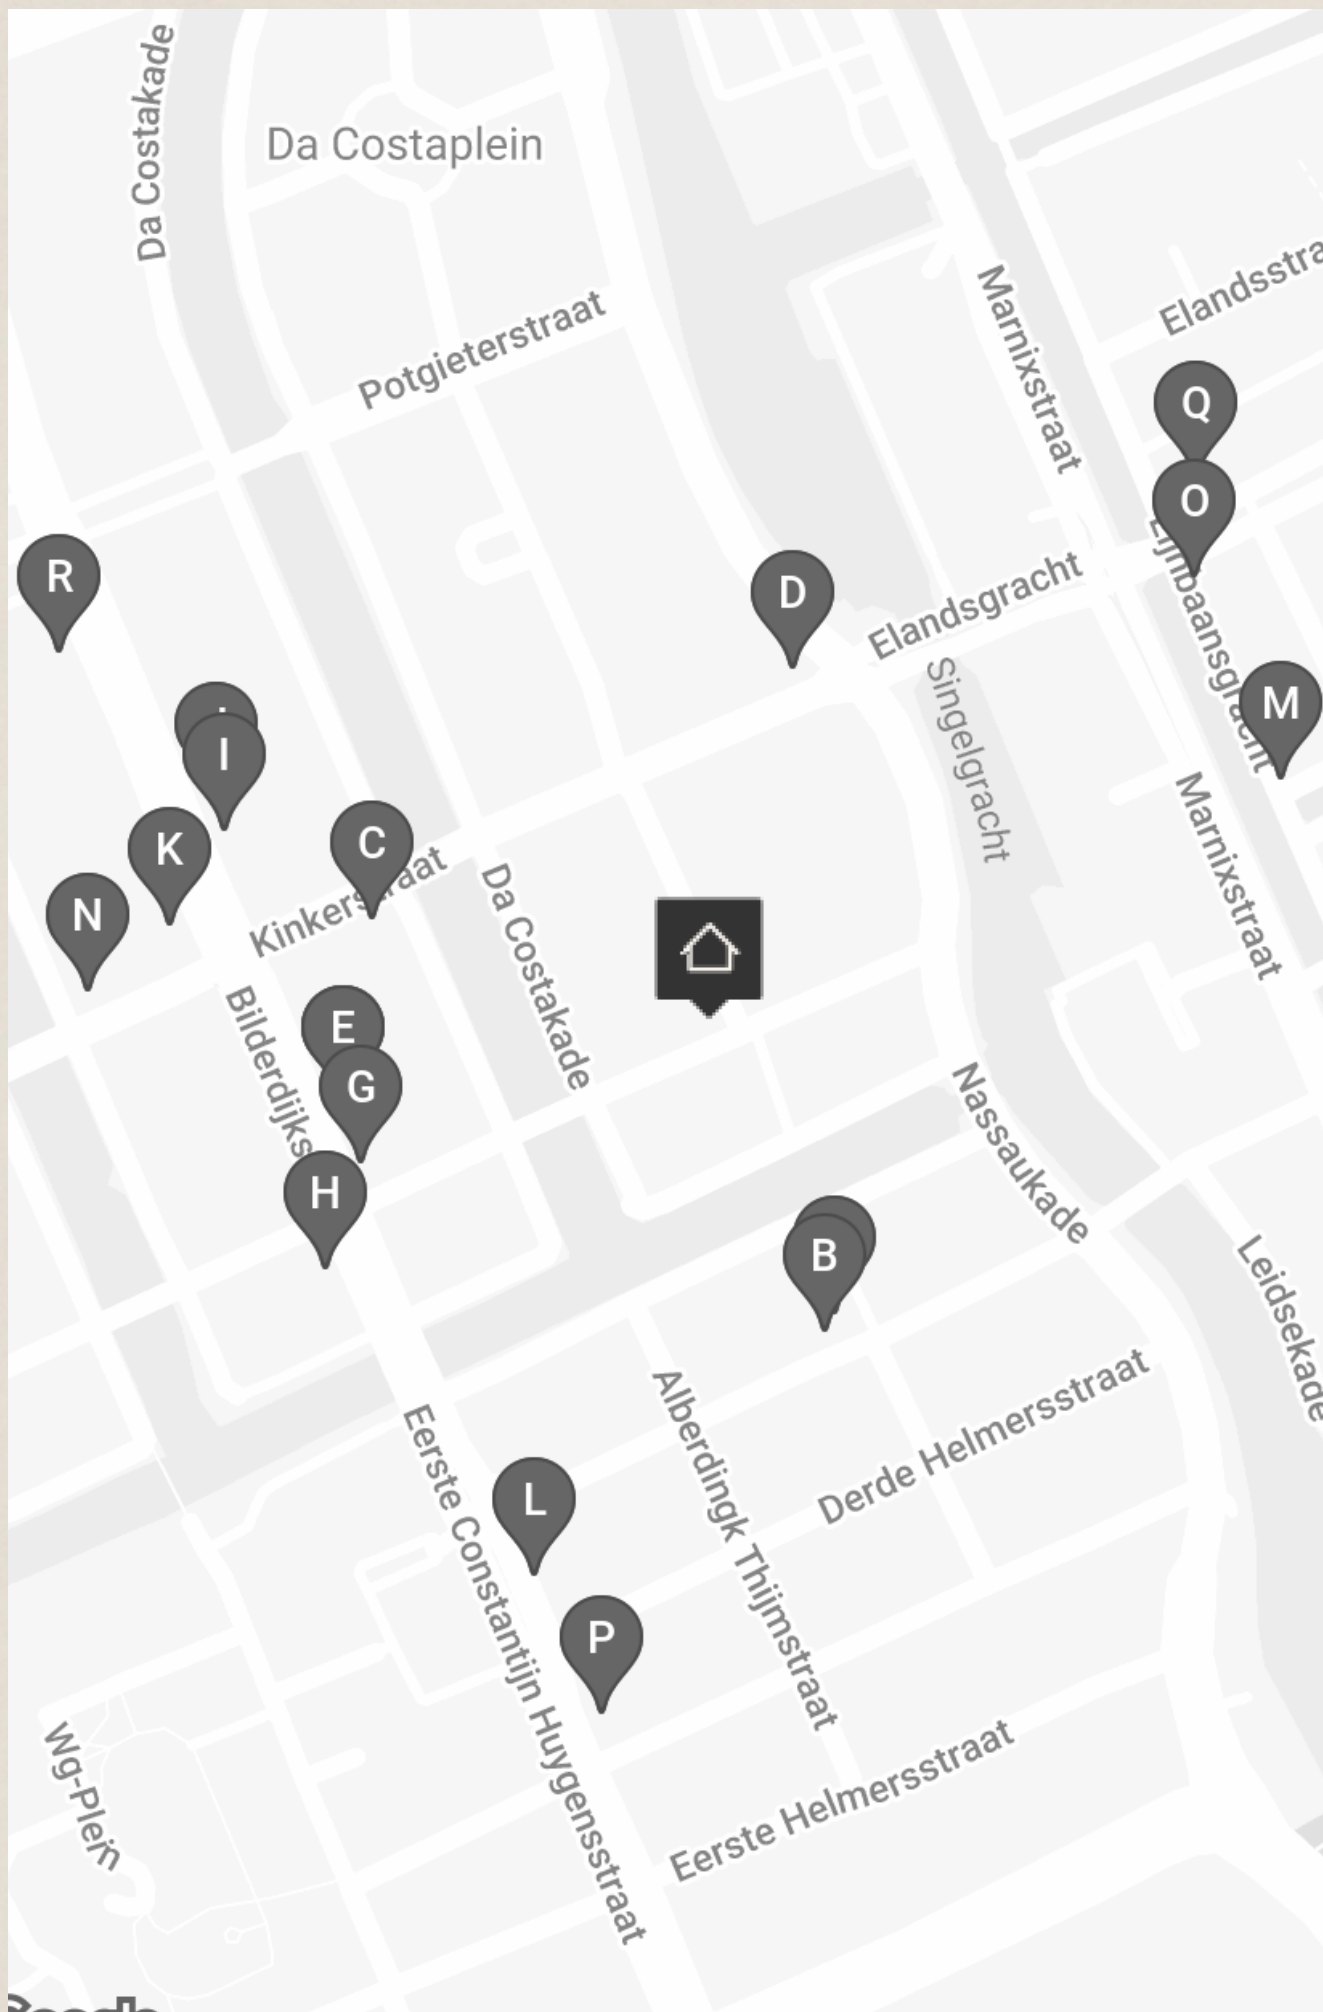 Da Costakade
Da Costaplein
Potgieterstraat
Marnixstraat
Elandsstra
Q
O
R
D
Elandsgracht
Singelgracht
M
I
K
C
N
Marnixstraat
Da Costakade
E
G
Bilderdijks
H
Nassaukade
B
Leidsekade
Derde Helmersstraat
Alberdingk Thijmstraat
Eerste Constantijn Huygensstraat
L
P
Wg-Plein
Eerste Helmersstraat